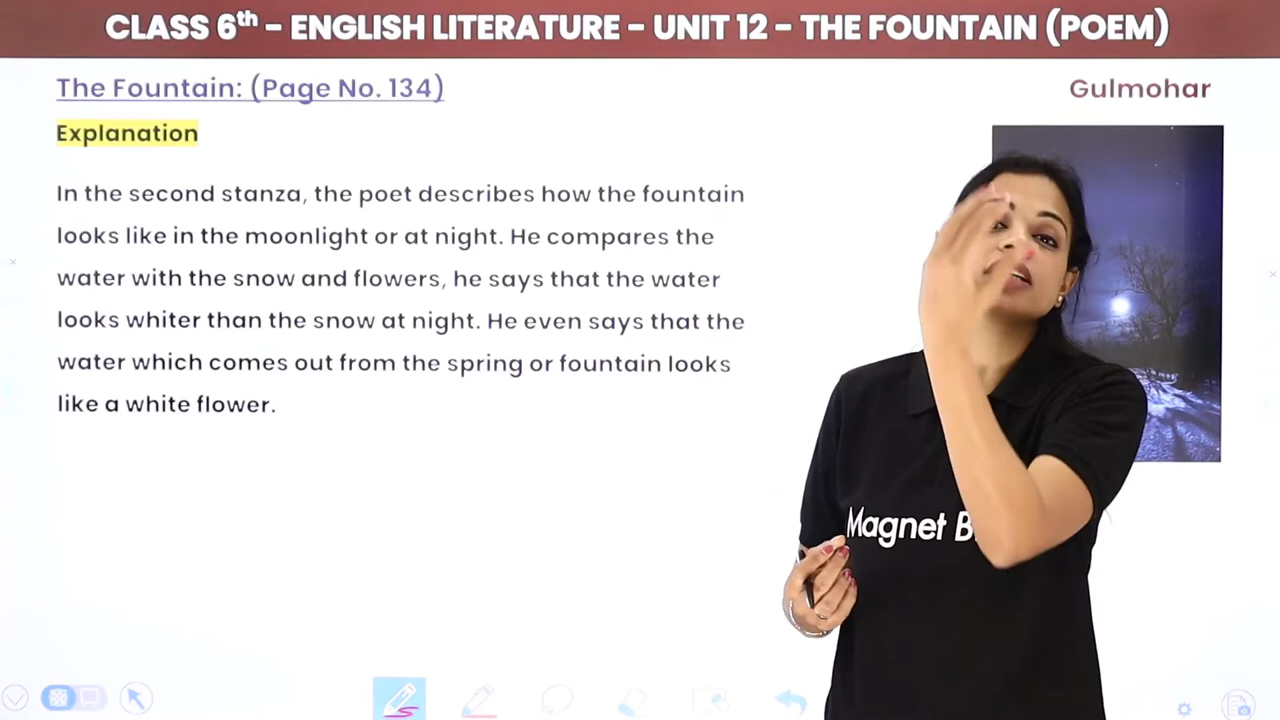 CLASS 6th – ENGLISH LITERATURE – UNIT 12 – THE FOUNTAIN (POEM)
The Fountain: (Page No. 134)
Gulmohar
Explanation
In the second stanza, the poet describes how the fountain
looks like in the moonlight or at night. He compares the
water with the snow and flowers, he says that the water
looks whiter than the snow at night. He even says that the
water which comes out from the spring or fountain looks
like a white flower.
Magnet